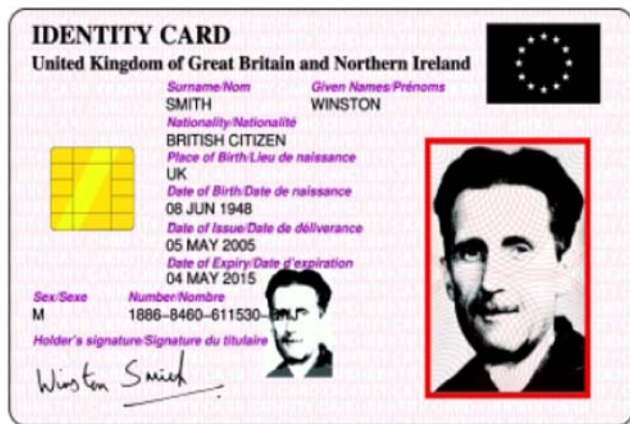 IDENTITY CARD
United Kingdom of Great Britain and Northern Ireland
Surname/Nom Given Names/Prénoms
SMITH WINSTON
Nationality/Nationalité
BRITISH CITIZEN
Place of Birth/Lieu de naissance
UK
Date of Birth/Date de naissance
08 JUN 1948
Date of Issue/Date de déliverance
05 MAY 2005
Date of Expiry/Date d'expiration
04 MAY 2015
Sex/Sexe Number/Nombre
M 1886–8460–611530–
Holder's signature/Signature du titulaire
Winston Smith